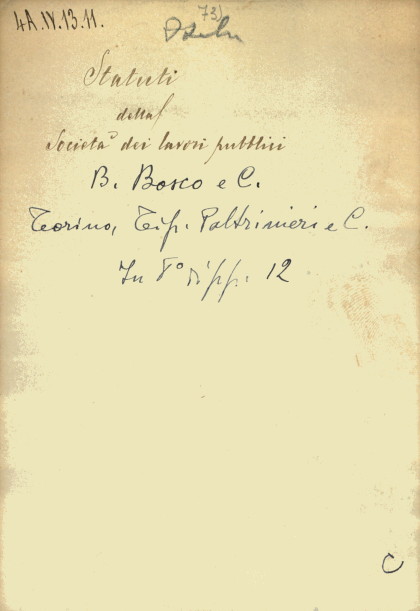 4A.IV.13.11.
73)
Statuti
della
Società dei lavori pubblici
B. Bosco e C.
Torino, Tip. Paltrinieri e C.
In 8° di pp. 12
C